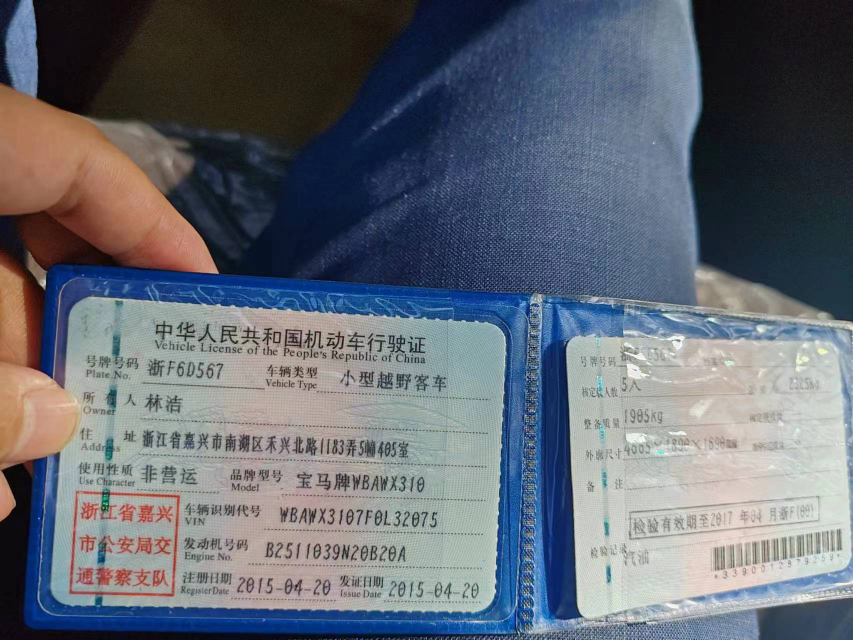 中华人民共和国机动车行驶证
Vehicle License of the People's Republic of China
号牌号码 浙F6D567 车辆类型 小型越野客车
Plate No. Vehicle Type
所有人 林浩
Owner
住址 浙江省嘉兴市南湖区禾兴北路1183弄5幢405室
Address
使用性质 非营运 品牌型号 宝马牌WBAWX310
Use Character Model
浙江省嘉兴
市公安局交
通警察支队
车辆识别代号 WBAWX3107F0L32075
VIN
发动机号码 B2511039N20B20A
Engine No.
注册日期 2015-04-20 发证日期 2015-04-20
Register Date Issue Date
号牌号码
核定载人数 5人
整备质量 1905kg
外廓尺寸
备注
检验有效期至2017年04月浙F(00)
检验记录
汽油